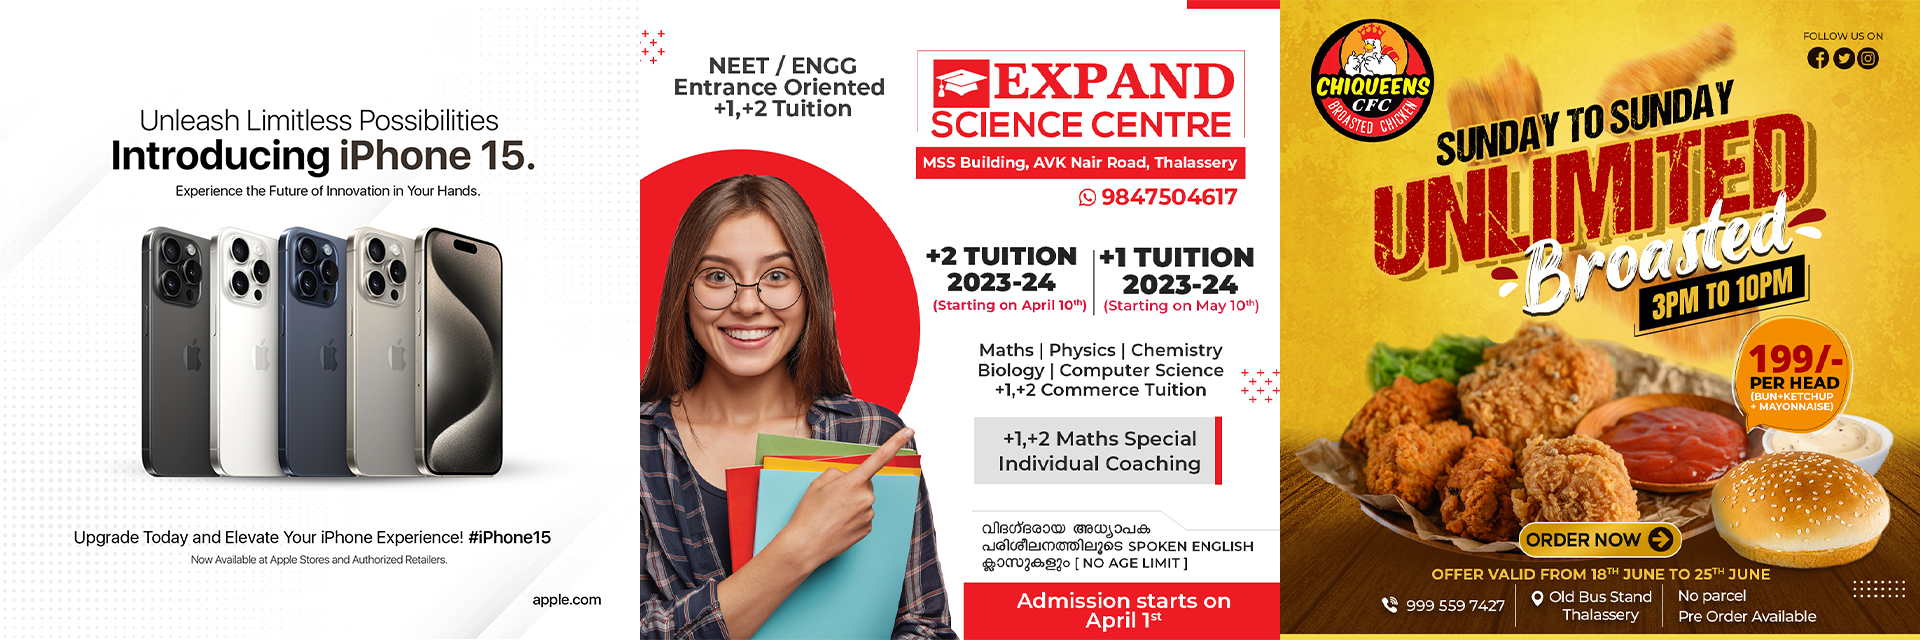 Unleash Limitless Possibilities
Introducing iPhone 15.
Experience the Future of Innovation in Your Hands.
Upgrade Today and Elevate Your iPhone Experience! #iPhone15
Now Available at Apple Stores and Authorized Retailers.
apple.com
NEET / ENGG
Entrance Oriented
+1,+2 Tuition
EXPAND
SCIENCE CENTRE
MSS Building, AVK Nair Road, Thalassery
9847504617
+2 TUITION
2023-24
(Starting on April 10th)
+1 TUITION
2023-24
(Starting on May 10th)
Maths | Physics | Chemistry
Biology | Computer Science
+1,+2 Commerce Tuition
+1,+2 Maths Special
Individual Coaching
വിദഗ്ദരായ അധ്യാപക
പരിശീലനത്തിലൂടെ SPOKEN ENGLISH
ക്ലാസുകളും [ NO AGE LIMIT ]
Admission starts on
April 1st
CHIQUEENS
CFC
BROASTED CHICKEN
FOLLOW US ON
SUNDAY TO SUNDAY
UNLIMITED
Broasted
3PM TO 10PM
199/-
PER HEAD
(BUN+KETCHUP
+ MAYONNAISE)
ORDER NOW
OFFER VALID FROM 18TH JUNE TO 25TH JUNE
999 559 7427
Old Bus Stand
Thalassery
No parcel
Pre Order Available